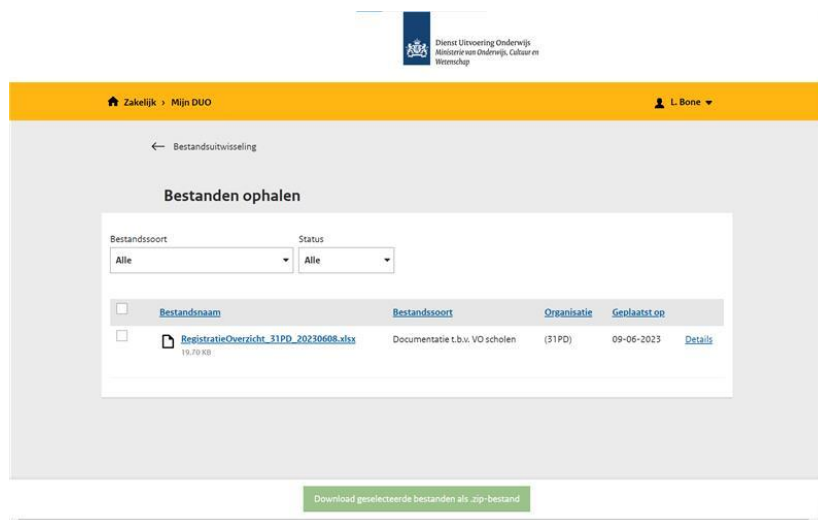 Dienst Uitvoering Onderwijs
Ministerie van Onderwijs, Cultuur en
Wetenschap
Zakelijk › Mijn DUO
L. Bone
Bestandsuitwisseling
Bestanden ophalen
Bestandssoort Status
Alle Alle
Bestandsnaam Bestandssoort Organisatie Geplaatst op
RegistratieOverzicht_31PD_20230608.xlsx Documentatie t.b.v. VO scholen (31PD) 09-06-2023 Details
19.70 KB
Download geselecteerde bestanden als .zip-bestand